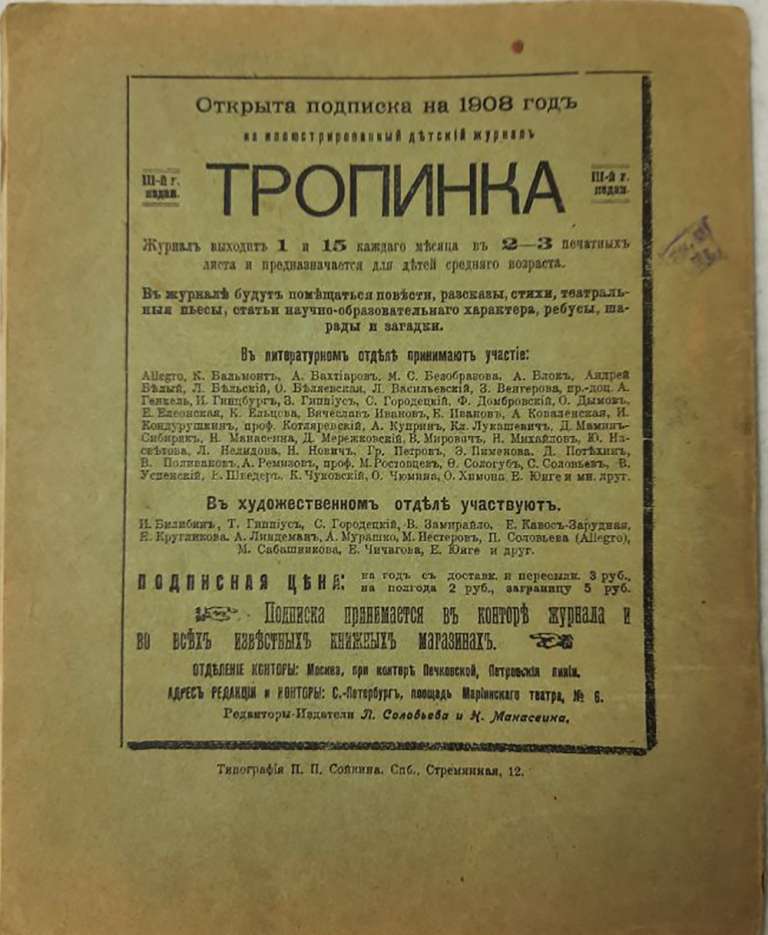 Открыта подписка на 1908 годъ
на иллюстрированный дѣтскій журналъ
III-й г. издан.
ТРОПИНКА
III-й г. издан.
Журналъ выходитъ 1 и 15 каждаго мѣсяца въ 2—3 печатныхъ
листа и предназначается для дѣтей средняго возраста.
Въ журналѣ будутъ помѣщаться повѣсти, разсказы, стихи, театраль-
ныя пьесы, статьи научно-образовательнаго характера, ребусы, ша-
рады и загадки.
Въ литературномъ отдѣлѣ принимаютъ участіе:
Allegro, К. Бальмонтъ, А. Бахтіаровъ, М. С. Безобразова, А. Блокъ, Андрей
Бѣлый, Л. Бѣльскій, О. Бѣляевская, Л. Васильевскій, З. Венгерова, пр.-доц. А.
Генкель, И. Гинцбургъ, З. Гиппіусъ, С. Городецкій, Ф. Домбровскій, О. Дымовъ,
Е. Елеонская, К. Ельцова, Вячеславъ Ивановъ, Е. Ивановъ, А. Коваленская, И.
Кондурушкинъ, проф. Котляревскій, А. Купринъ, Кл. Лукашевичъ, Д. Маминъ-
Сибирякъ, Н. Манасеина, Д. Мережковскій, В. Мировичъ, Н. Михайловъ, Ю. На-
свѣтова, Л. Нелидова, Н. Новичъ, Гр. Петровъ, Э. Пименова, Д. Потѣхинъ,
В. Поливановъ, А. Ремизовъ, проф. М. Ростовцевъ, Ѳ. Сологубъ, С. Соловьевъ, В.
Успенскій, Е. Шведеръ, К. Чуковскій, О. Чюмина, О. Химона, Е. Юнге и мн. друг.
Въ художественномъ отдѣлѣ участвуютъ.
И. Билибинъ, Т. Гиппіусъ, С. Городецкій, В. Замирайло, Е. Кавосъ-Зарудная,
Е. Кругликова, А. Линдеманъ, А. Мурашко, М. Нестеровъ, П. Соловьева (Allegro),
М. Сабашникова, Е. Чичагова, Е. Юнге и друг.
ПОДПИСНАЯ ЦѢНА: на годъ съ доставк. и пересылк. 3 руб.,
на полгода 2 руб., заграницу 5 руб.
Подписка принимается въ конторѣ журнала и
во всѣхъ извѣстныхъ книжныхъ магазинахъ.
ОТДѢЛЕНІЕ КОНТОРЫ: Москва, при конторѣ Печковской, Петровскія линіи.
АДРЕСЪ РЕДАКЦІИ и КОНТОРЫ: С.-Петербургъ, площадь Маріинскаго театра, № 6.
Редакторы-Издатели П. Соловьева и Н. Манасеина.
Типографія П. П. Сойкина. Спб., Стремянная, 12.